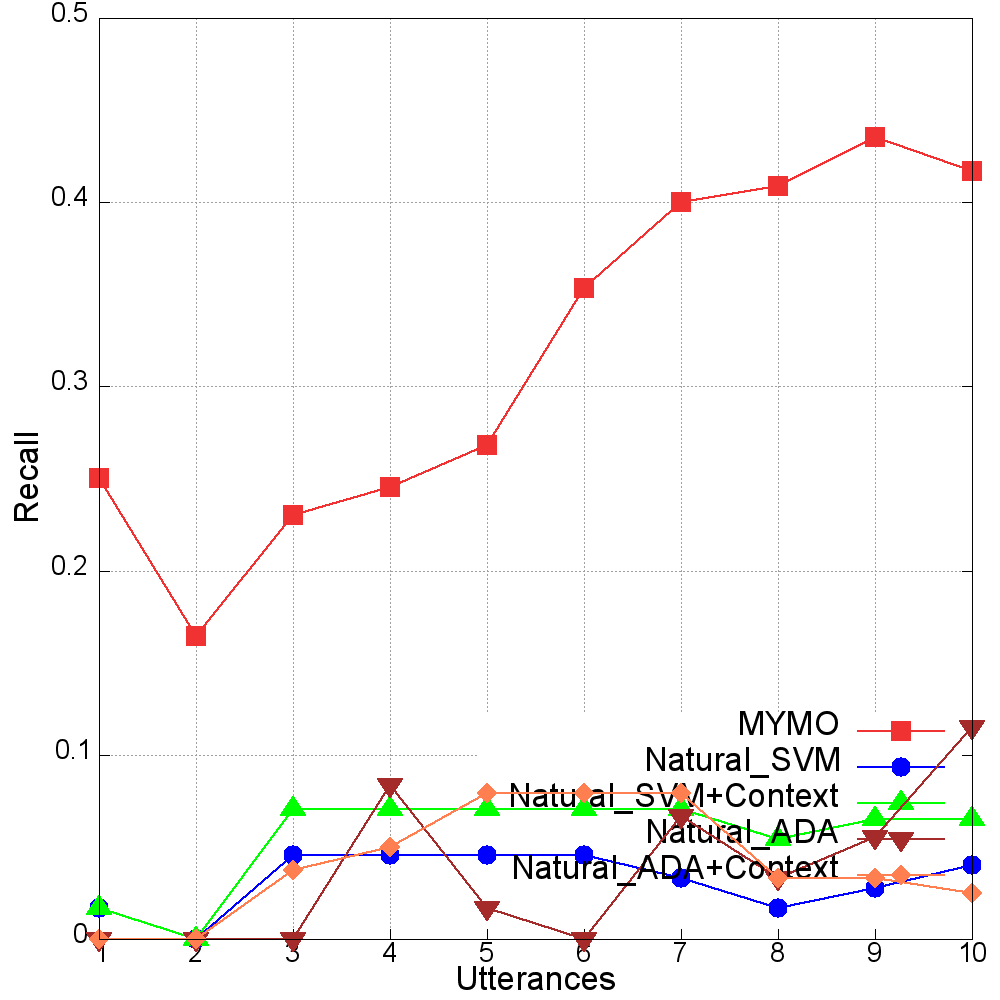 0.5
0.4
0.3
0.2
0.1
0
Recall
MYMO
Natural_SVM
Natural_SVM+Context
Natural_ADA
Natural_ADA+Context
1 2 3 4 5 6 7 8 9 10
Utterances